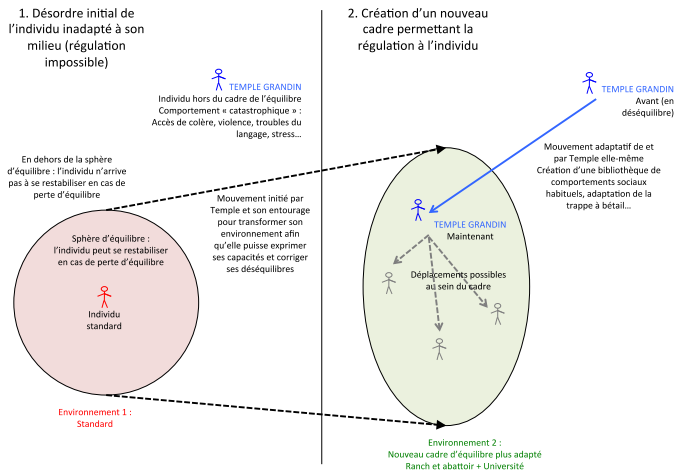 1. Désordre initial de
l’individu inadapté à son
milieu (régulation
impossible)
TEMPLE GRANDIN
Individu hors du cadre de l’équilibre
Comportement « catastrophique » :
Accès de colère, violence, troubles du
langage, stress…
En dehors de la sphère
d’équilibre : l’individu n’arrive
pas à se restabiliser en cas de
perte d’équilibre
Sphère d’équilibre :
l’individu peut se restabiliser
en cas de perte d’équilibre
Individu
standard
Environnement 1 :
Standard
Mouvement initié par
Temple et son entourage
pour transformer son
environnement afin
qu’elle puisse exprimer
ses capacités et corriger
ses déséquilibres
2. Création d’un nouveau
cadre permettant la
régulation à l’individu
TEMPLE GRANDIN
Avant (en
déséquilibre)
Mouvement adaptatif de et
par Temple elle-même
Création d’une bibliothèque de
comportements sociaux
habituels, adaptation de la
trappe à bétail…
TEMPLE GRANDIN
Maintenant
Déplacements possibles
au sein du cadre
Environnement 2 :
Nouveau cadre d’équilibre plus adapté
Ranch et abattoir + Université